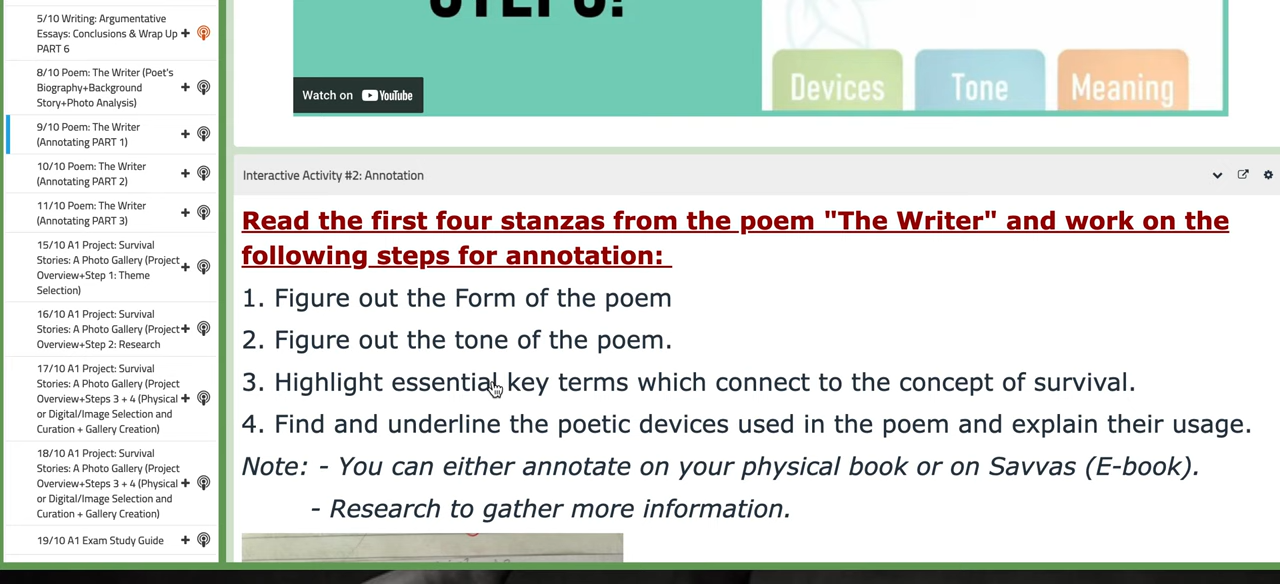 5/10 Writing: Argumentative
Essays: Conclusions & Wrap Up
PART 6
8/10 Poem: The Writer (Poet's
Biography+Background
Story+Photo Analysis)
9/10 Poem: The Writer
(Annotating PART 1)
10/10 Poem: The Writer
(Annotating PART 2)
11/10 Poem: The Writer
(Annotating PART 3)
15/10 A1 Project: Survival
Stories: A Photo Gallery (Project
Overview+Step 1: Theme
Selection)
16/10 A1 Project: Survival
Stories: A Photo Gallery (Project
Overview+Step 2: Research
17/10 A1 Project: Survival
Stories: A Photo Gallery (Project
Overview+Steps 3 + 4 (Physical
or Digital/Image Selection and
Curation + Gallery Creation)
18/10 A1 Project: Survival
Stories: A Photo Gallery (Project
Overview+Steps 3 + 4 (Physical
or Digital/Image Selection and
Curation + Gallery Creation)
19/10 A1 Exam Study Guide
STEPS!
Watch on YouTube
Devices
Tone
Meaning
Interactive Activity #2: Annotation
Read the first four stanzas from the poem "The Writer" and work on the
following steps for annotation:
1. Figure out the Form of the poem
2. Figure out the tone of the poem.
3. Highlight essential key terms which connect to the concept of survival.
4. Find and underline the poetic devices used in the poem and explain their usage.
Note: - You can either annotate on your physical book or on Savvas (E-book).
- Research to gather more information.